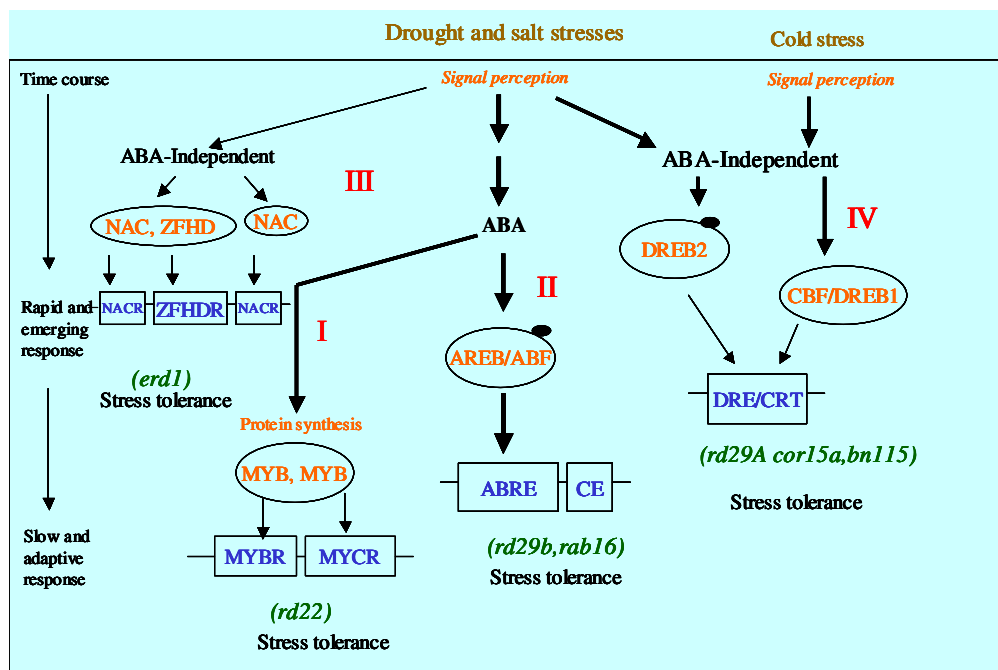 Drought and salt stresses
Cold stress
Time course
Signal perception
Signal perception
ABA-Independent
ABA-Independent
III
NAC, ZFHD
NAC
ABA
DREB2
IV
II
CBF/DREB1
NACR
ZFHDR
NACR
Rapid and
emerging
response
I
AREB/ABF
(erd1)
Stress tolerance
DRE/CRT
Protein synthesis
(rd29A cor15a,bn115)
MYB, MYB
ABRE
CE
Stress tolerance
Slow and
adaptive
response
MYBR
MYCR
(rd29b,rab16)
Stress tolerance
(rd22)
Stress tolerance